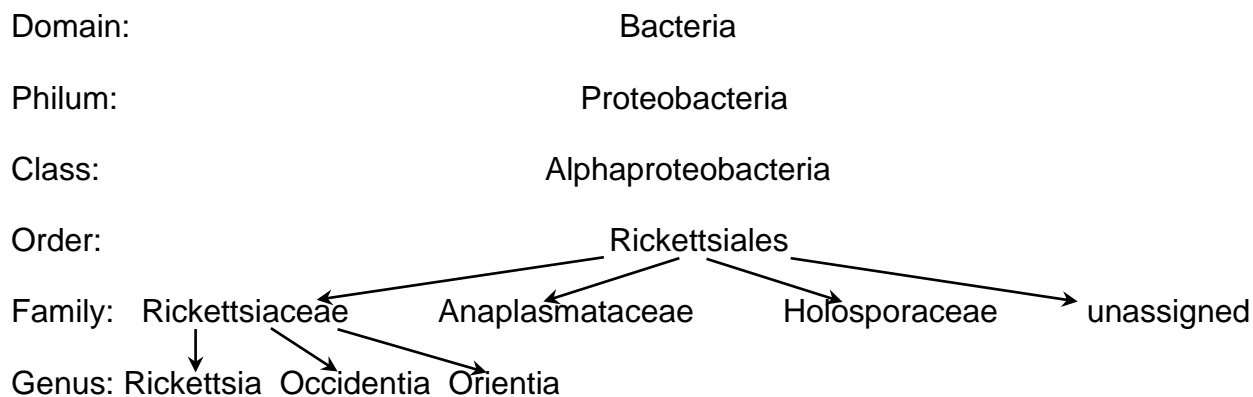 Domain: Bacteria
Philum: Proteobacteria
Class: Alphaproteobacteria
Order: Rickettsiales
Family: Rickettsiaceae Anaplasmataceae Holosporaceae unassigned
Genus: Rickettsia Occidentia Orientia